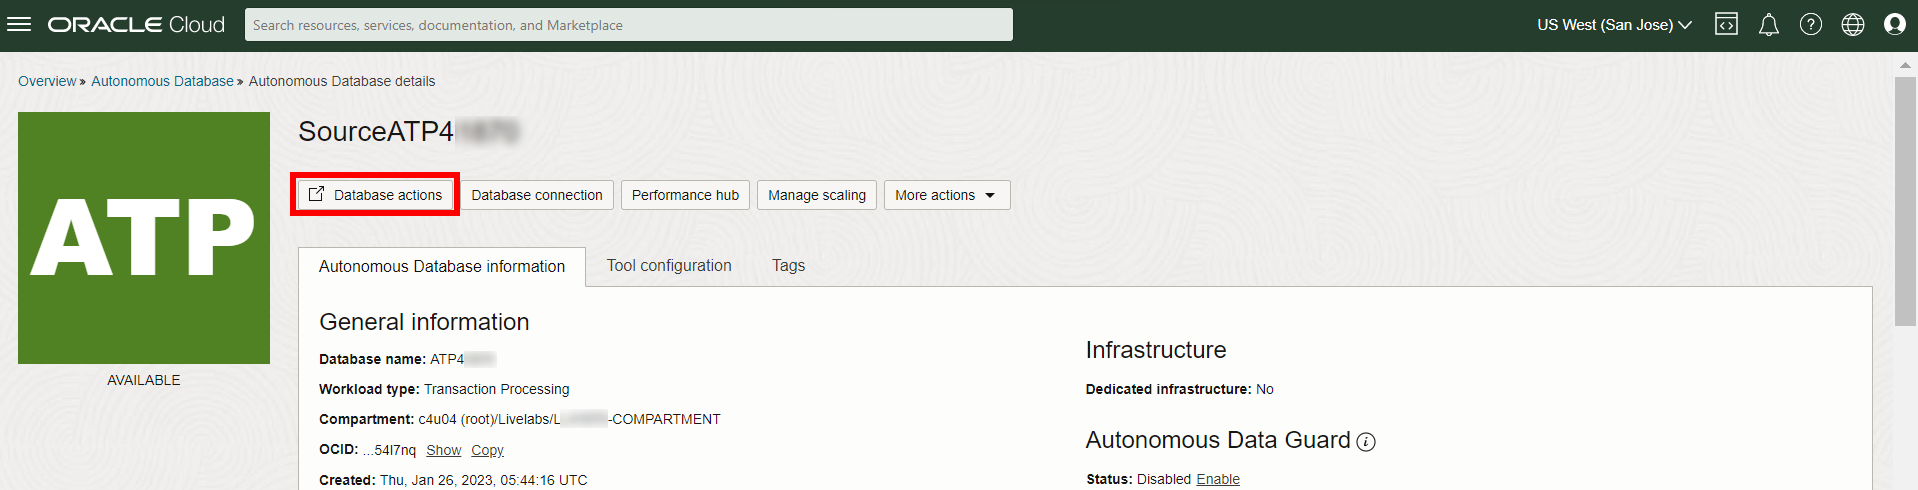 ORACLE Cloud
Search resources, services, documentation, and Marketplace
US West (San Jose)
Overview » Autonomous Database » Autonomous Database details
ATP
AVAILABLE
SourceATP4
Database actions
Database connection
Performance hub
Manage scaling
More actions
Autonomous Database information
Tool configuration
Tags
General information
Database name: ATP4
Workload type: Transaction Processing
Compartment: c4u04 (root)/Livelabs/L -COMPARTMENT
OCID: ...54l7nq Show Copy
Created: Thu, Jan 26, 2023, 05:44:16 UTC
Infrastructure
Dedicated infrastructure: No
Autonomous Data Guard
Status: Disabled Enable